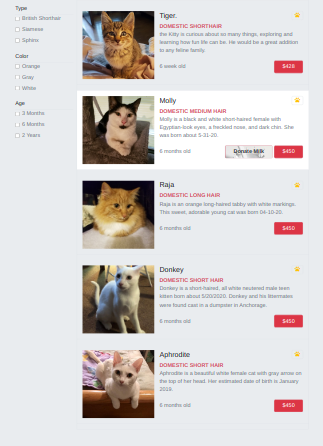 Type
British Shorthair
Siamese
Sphinx
Color
Orange
Gray
White
Age
3 Months
6 Months
2 Years
Tiger.
DOMESTIC SHORTHAIR
the Kitty is curious about so many things, exploring and
learning how fun life can be. He would be a great addition
to any feline family.
6 week old
$428
Molly
DOMESTIC MEDIUM HAIR
Molly is a black and white short-haired female with
Egyptian-look eyes, a freckled nose, and dark chin. She
was born about 5-31-20.
6 months old
Donate Milk
$450
Raja
DOMESTIC LONG HAIR
Raja is an orange long-haired tabby with white markings.
This sweet, adorable young cat was born 04-10-20.
6 months old
$450
Donkey
DOMESTIC SHORT HAIR
Donkey is a short-haired, all white neutered male teen
kitten born about 5/20/2020. Donkey and his littermates
were found cast in a dumpster in Anchorage.
6 months old
$450
Aphrodite
DOMESTIC SHORT HAIR
Aphrodite is a beautiful white female cat with gray arrow on
the top of her head. Her estimated date of birth is January
2019.
6 months old
$450